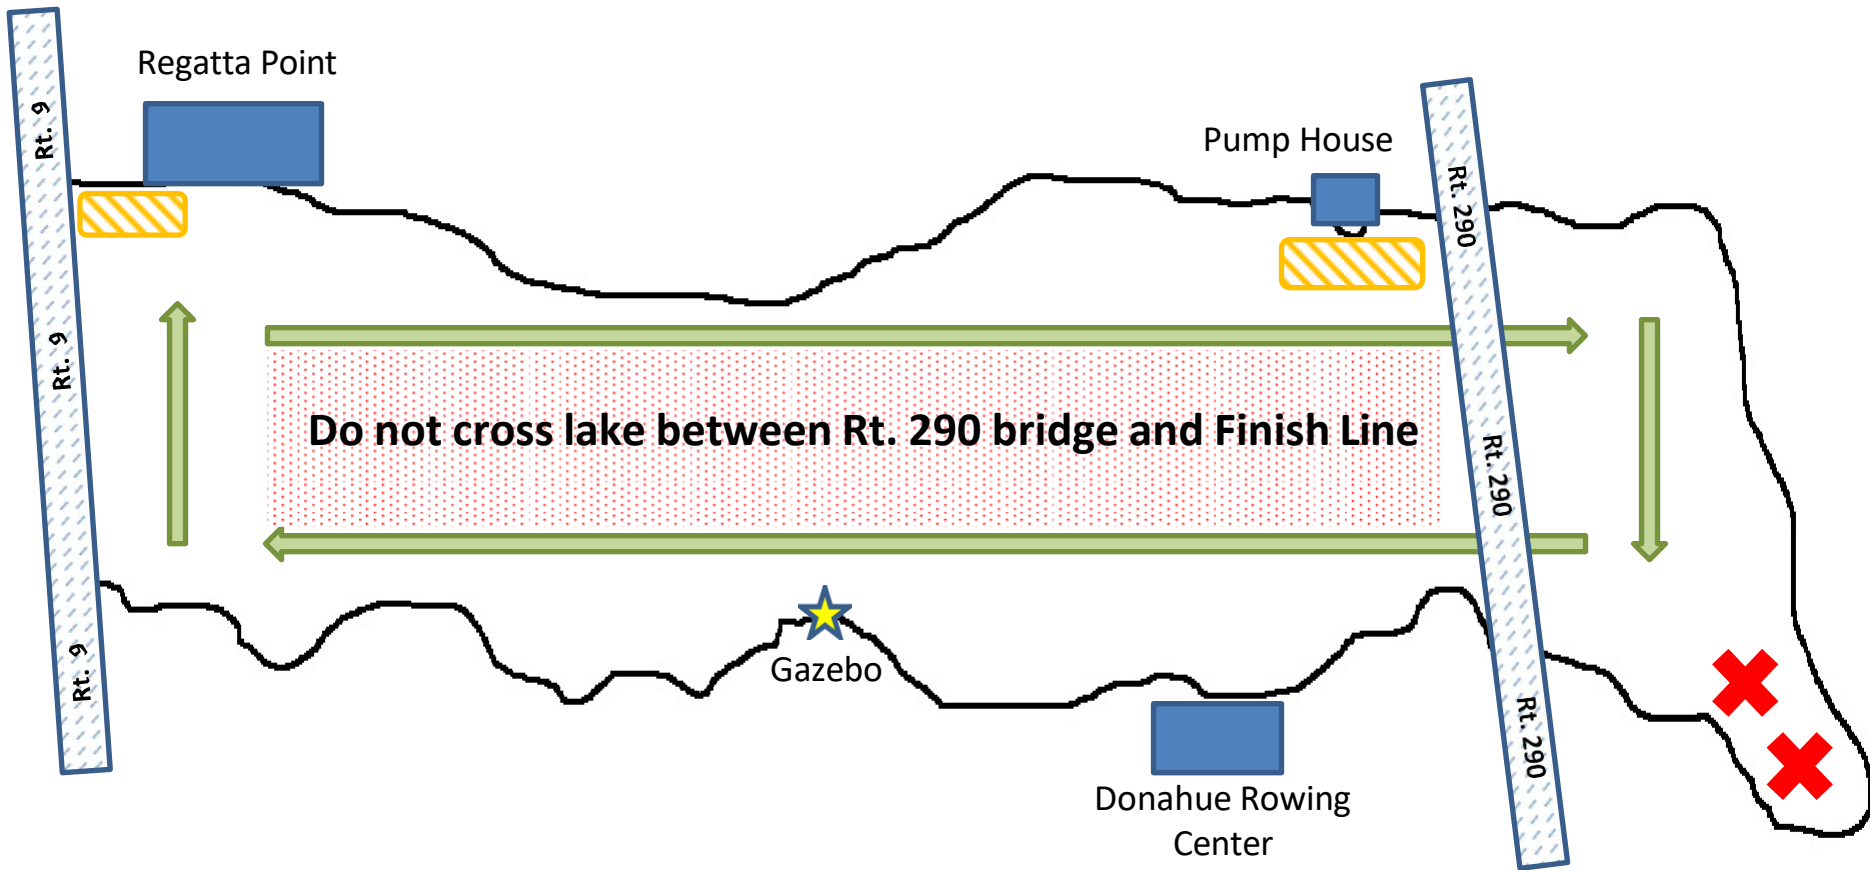 Regatta Point
Rt. 9
Pump House
Rt. 290
Rt. 9
Do not cross lake between Rt. 290 bridge and Finish Line
Rt. 290
Rt. 9
Gazebo
Rt. 290
Donahue Rowing
Center